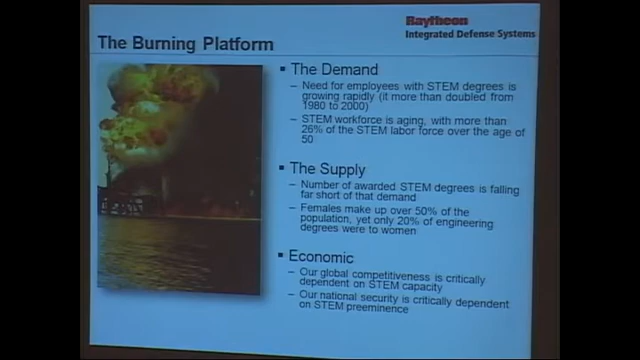 Raytheon
Integrated Defense Systems
The Burning Platform
▪ The Demand
– Need for employees with STEM degrees is
growing rapidly (it more than doubled from
1980 to 2000)
– STEM workforce is aging, with more than
26% of the STEM labor force over the age of
50
▪ The Supply
– Number of awarded STEM degrees is falling
far short of that demand
– Females make up over 50% of the
population, yet only 20% of engineering
degrees were to women
▪ Economic
– Our global competitiveness is critically
dependent on STEM capacity
– Our national security is critically dependent
on STEM preeminence